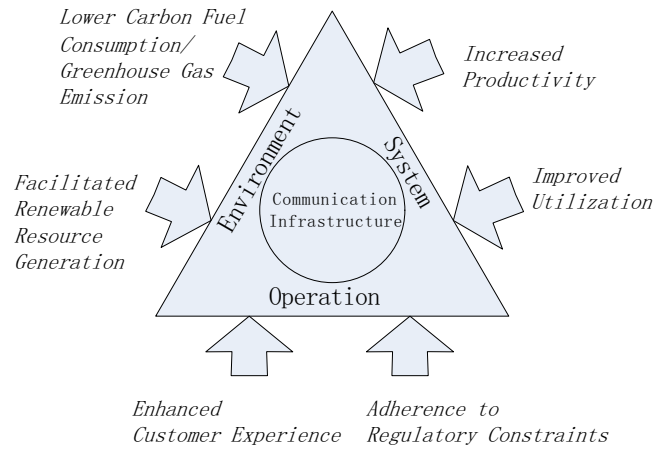 Lower Carbon Fuel
Consumption/
Greenhouse Gas
Emission
Increased
Productivity
Environment
System
Facilitated
Renewable
Resource
Generation
Communication
Infrastructure
Improved
Utilization
Operation
Enhanced
Customer Experience
Adherence to
Regulatory Constraints